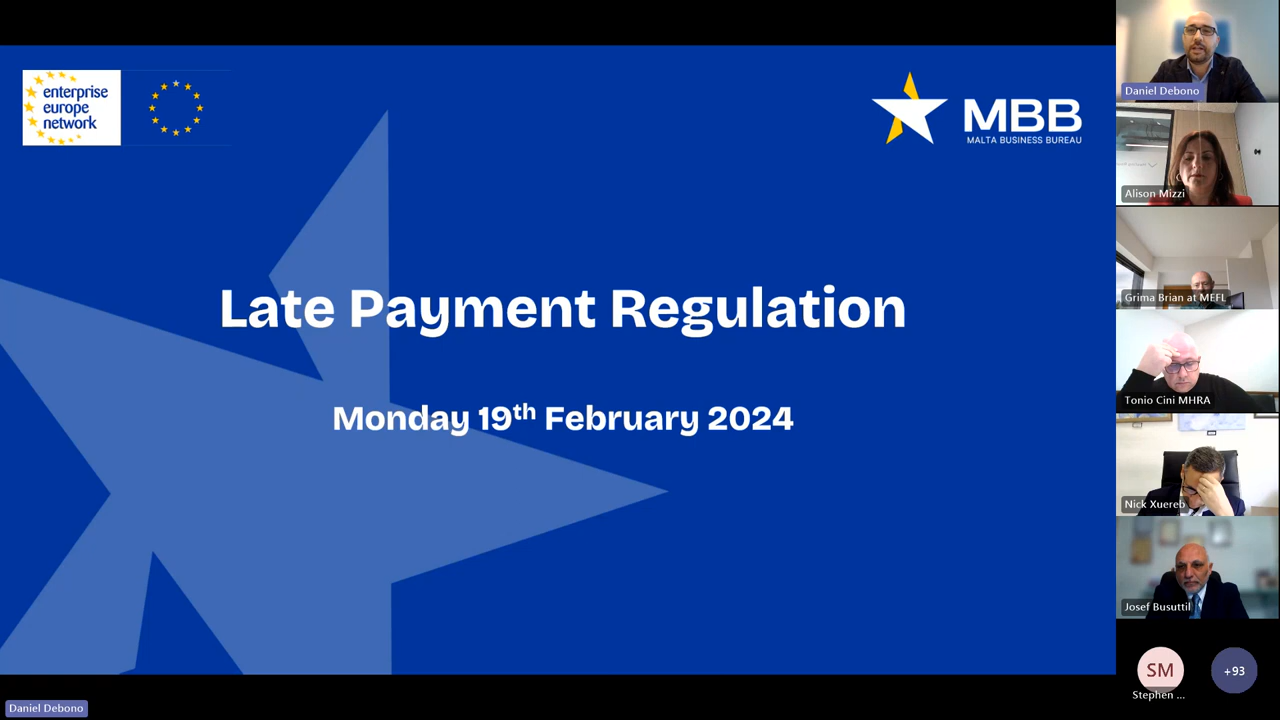 enterprise
europe
network
MBB
MALTA BUSINESS BUREAU
Late Payment Regulation
Monday 19th February 2024
Daniel Debono
Alison Mizzi
Grima Brian at MEFL
Tonio Cini MHRA
Nick Xuereb
Josef Busuttil
SM
Stephen ...
+93
Daniel Debono